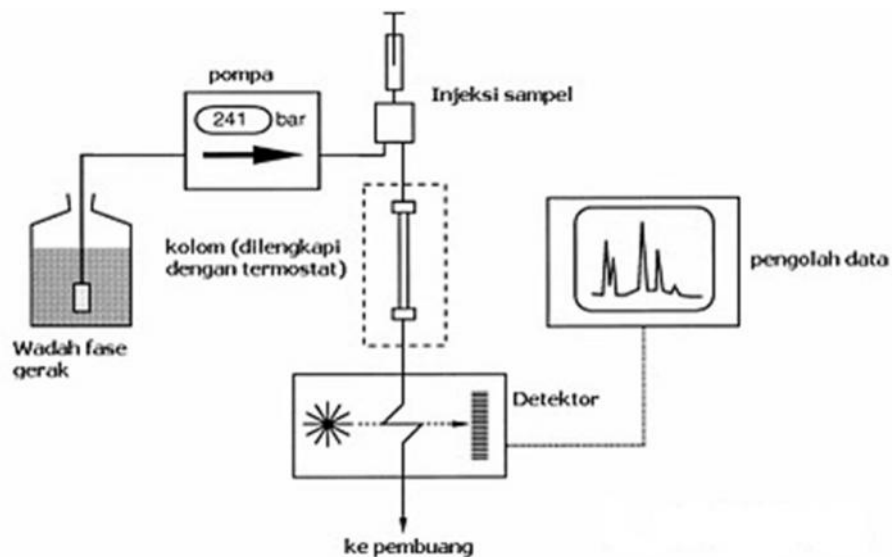 pompa
241 bar
Injeksi sampel
kolom (dilengkapi
dengan termostat)
pengolah data
Wadah fase
gerak
Detektor
ke pembuang